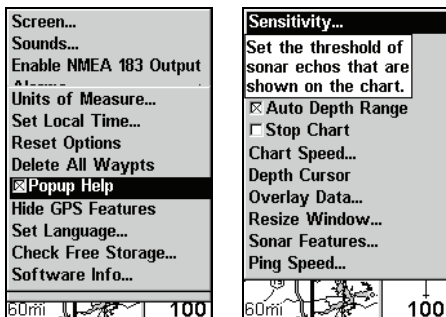 Screen...
Sounds...
Enable NMEA 183 Output
Units of Measure...
Set Local Time...
Reset Options
Delete All Waypts
Popup Help
Hide GPS Features
Set Language...
Check Free Storage...
Software Info...
60mi 100
Sensitivity...
Set the threshold of
sonar echos that are
shown on the chart.
Auto Depth Range
Stop Chart
Chart Speed...
Depth Cursor
Overlay Data...
Resize Window...
Sonar Features...
Ping Speed...
60mi 100